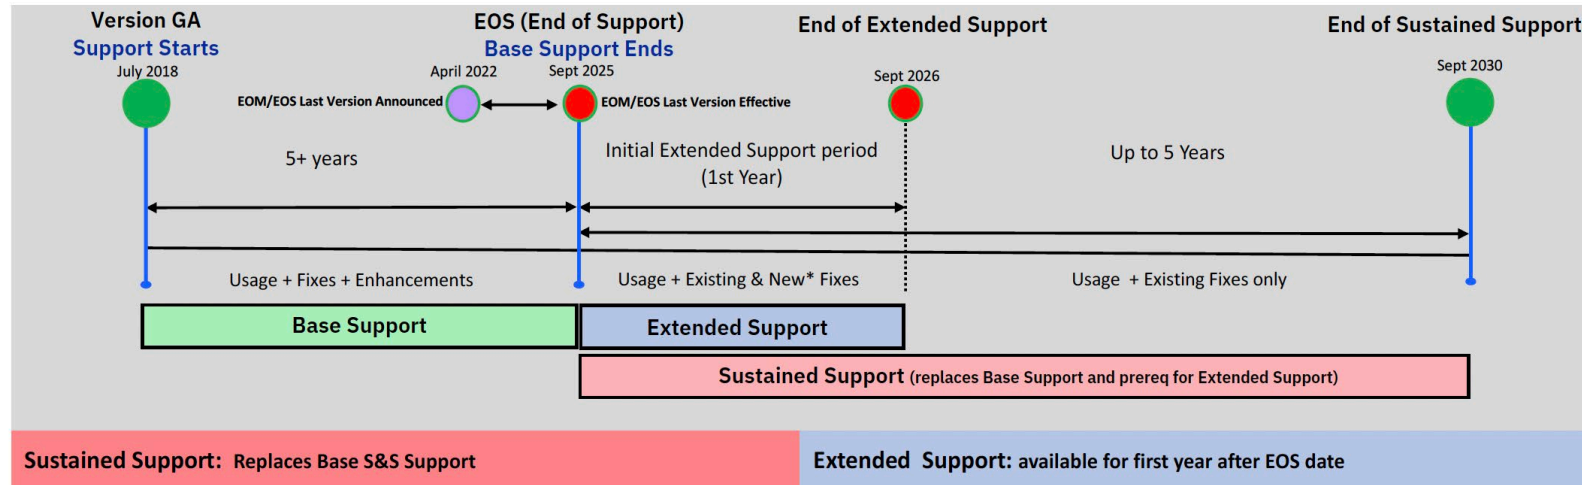 Version GA
Support Starts
July 2018
EOS (End of Support)
Base Support Ends
April 2022
Sept 2025
End of Extended Support
Sept 2026
End of Sustained Support
Sept 2030
EOM/EOS Last Version Announced
EOM/EOS Last Version Effective
5+ years
Initial Extended Support period
(1st Year)
Up to 5 Years
Usage + Fixes + Enhancements
Usage + Existing & New* Fixes
Usage + Existing Fixes only
Base Support
Extended Support
Sustained Support (replaces Base Support and prereq for Extended Support)
Sustained Support: Replaces Base S&S Support
Extended Support: available for first year after EOS date